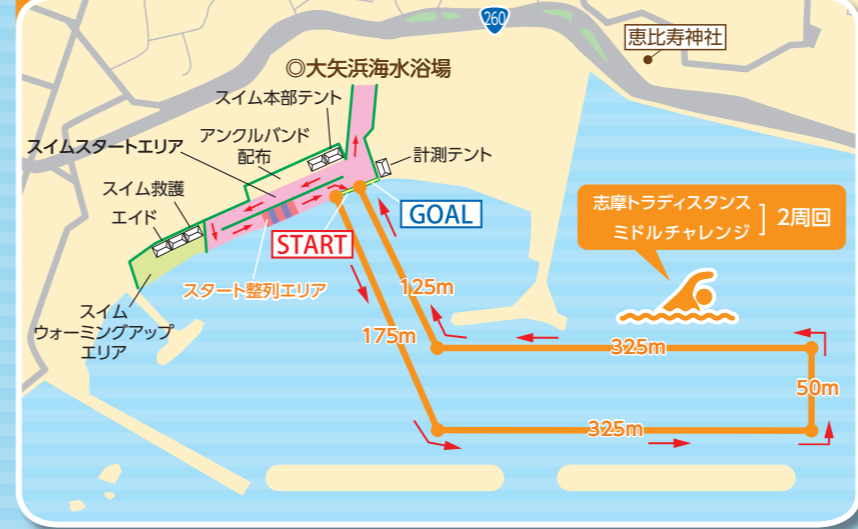 260
恵比寿神社
◎大矢浜海水浴場
スイム本部テント
アンクルバンド
配布
スイムスタートエリア
計測テント
スイム救護
エイド
GOAL
START
志摩トラディスタンス
ミドルチャレンジ
2周回
スタート整列エリア
スイム
ウォーミングアップ
エリア
125m
175m
325m
50m
325m